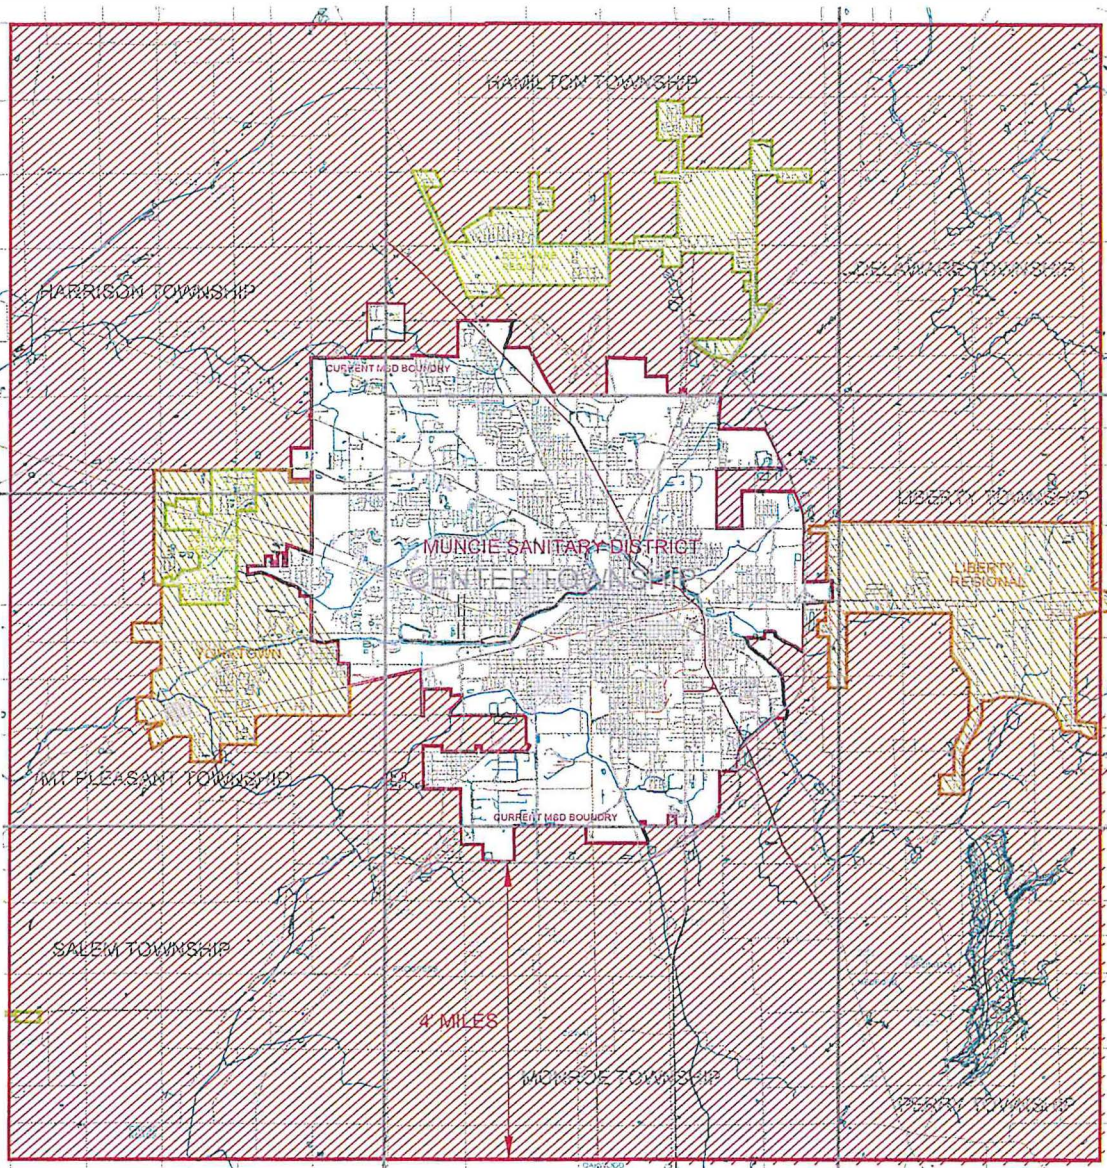 HAMILTON TOWNSHIP
DELAWARE TOWNSHIP
HARRISON TOWNSHIP
CURRENT MSD BOUNDRY
LIBERTY TOWNSHIP
MUNCIE SANITARY DISTRICT
CENTER TOWNSHIP
LIBERTY
REGIONAL
YORKTOWN
MT PLEASANT TOWNSHIP
CURRENT MSD BOUNDRY
SALEM TOWNSHIP
4 MILES
MONROE TOWNSHIP
PERRY TOWNSHIP